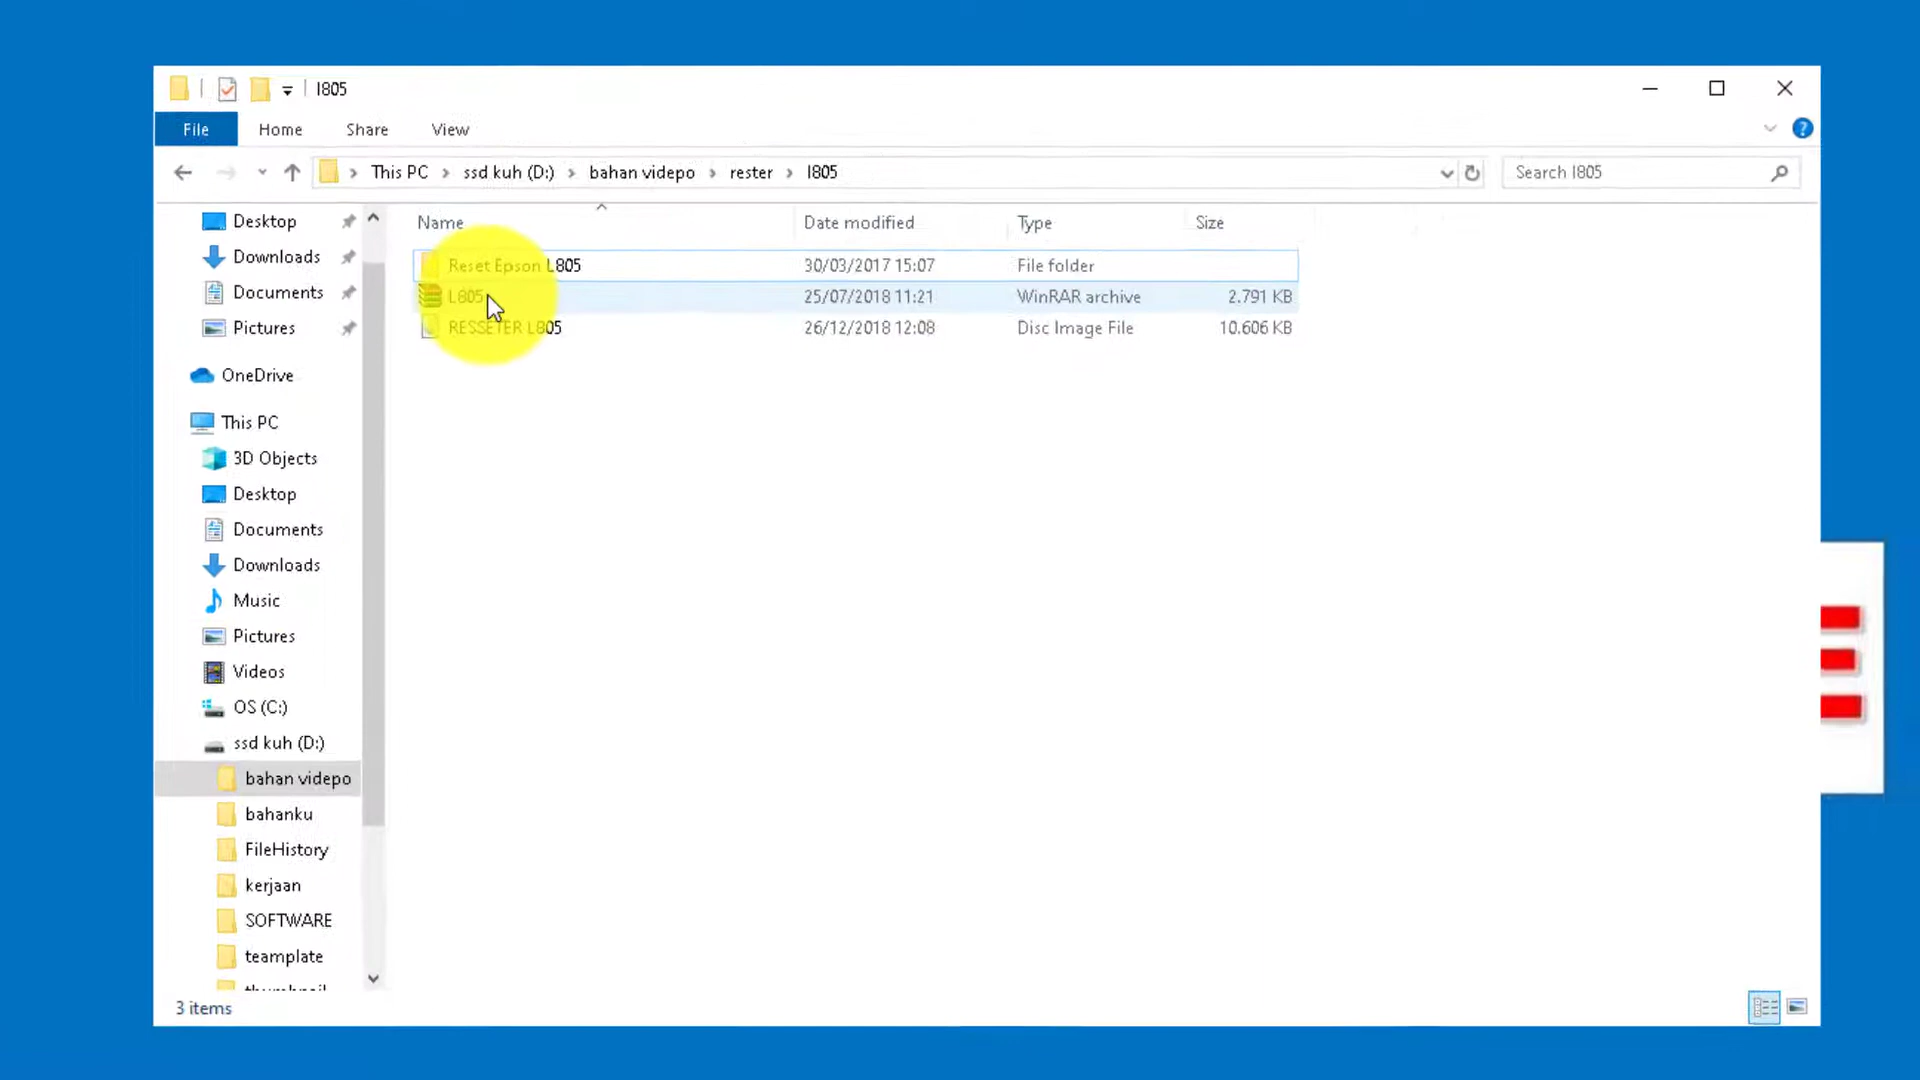 l805
File Home Share View
This PC ssd kuh (D:) bahan videpo rester l805
Search l805
Name Date modified Type Size
Reset Epson L805 30/03/2017 15:07 File folder
L805 25/07/2018 11:21 WinRAR archive 2.791 KB
RESSETER L805 26/12/2018 12:08 Disc Image File 10.606 KB
Desktop
Downloads
Documents
Pictures
OneDrive
This PC
3D Objects
Desktop
Documents
Downloads
Music
Pictures
Videos
OS (C:)
ssd kuh (D:)
bahan videpo
bahanku
FileHistory
kerjaan
SOFTWARE
teamplate
3 items